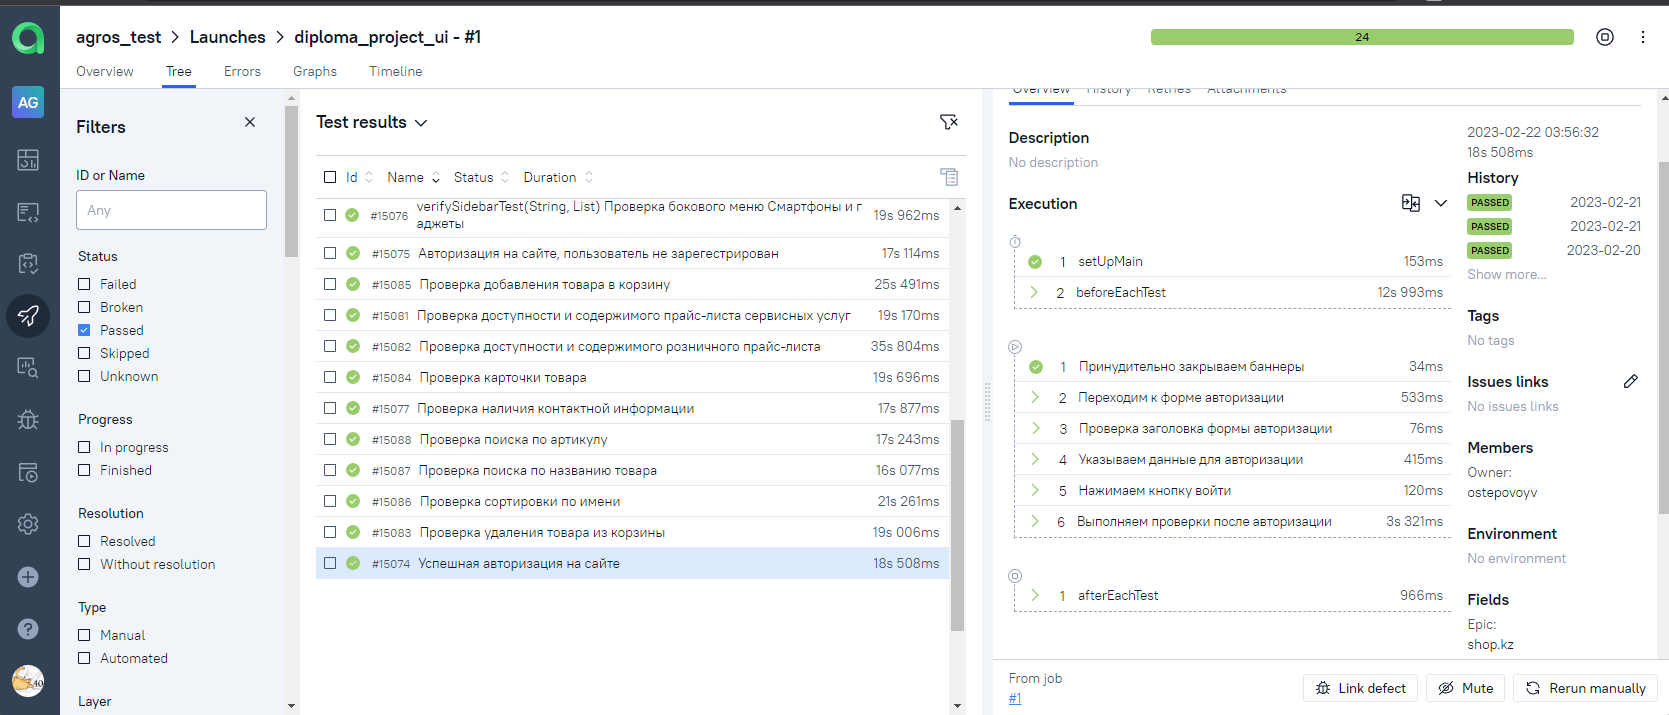 agros_test > Launches > diploma_project_ui - #1
24
Overview Tree Errors Graphs Timeline
AG
Filters
ID or Name
Any
Status
Failed
Broken
Passed
Skipped
Unknown
Progress
In progress
Finished
Resolution
Resolved
Without resolution
Type
Manual
Automated
Layer
Test results
Id Name Status Duration
#15076 verifySidebarTest(String, List) Проверка бокового меню Смартфоны и г
аджеты 19s 962ms
#15075 Авторизация на сайте, пользователь не зарегестрирован 17s 114ms
#15085 Проверка добавления товара в корзину 25s 491ms
#15081 Проверка доступности и содержимого прайс-листа сервисных услуг 19s 170ms
#15082 Проверка доступности и содержимого розничного прайс-листа 35s 804ms
#15084 Проверка карточки товара 19s 696ms
#15077 Проверка наличия контактной информации 17s 877ms
#15088 Проверка поиска по артикулу 17s 243ms
#15087 Проверка поиска по названию товара 16s 077ms
#15086 Проверка сортировки по имени 21s 261ms
#15083 Проверка удаления товара из корзины 19s 006ms
#15074 Успешная авторизация на сайте 18s 508ms
Overview History Retries Attachments
Description
No description
Execution
1 setUpMain 153ms
2 beforeEachTest 12s 993ms
1 Принудительно закрываем баннеры 34ms
2 Переходим к форме авторизации 533ms
3 Проверка заголовка формы авторизации 76ms
4 Указываем данные для авторизации 415ms
5 Нажимаем кнопку войти 120ms
6 Выполняем проверки после авторизации 3s 321ms
1 afterEachTest 966ms
2023-02-22 03:56:32
18s 508ms
History
PASSED 2023-02-21
PASSED 2023-02-21
PASSED 2023-02-20
Show more...
Tags
No tags
Issues links
No issues links
Members
Owner:
ostepovoyv
Environment
No environment
Fields
Epic:
shop.kz
From job
#1
Link defect Mute Rerun manually